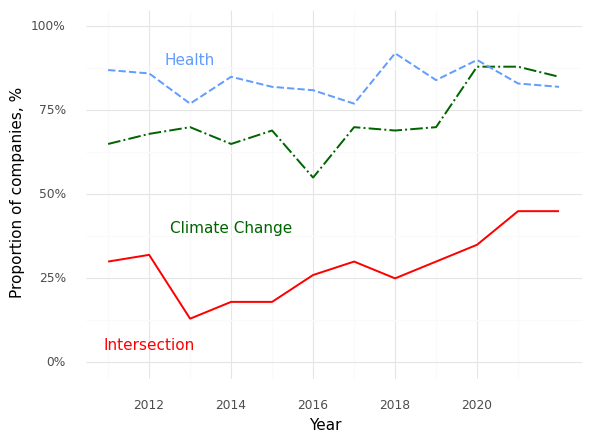 100%
75%
50%
25%
0%
Proportion of companies, %
Health
Climate Change
Intersection
2012 2014 2016 2018 2020
Year